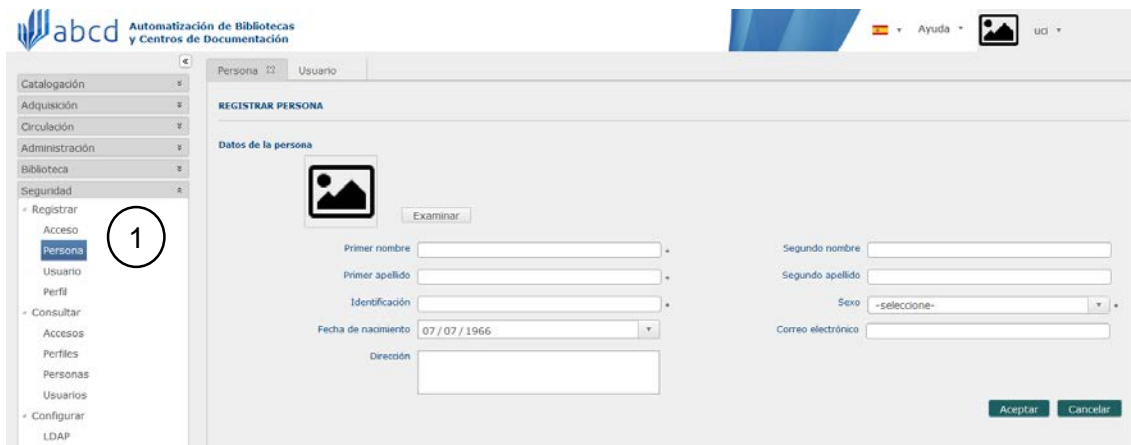 abcd Automatización de Bibliotecas
y Centros de Documentación
Ayuda
uci
Persona
Usuario
Catalogación
Adquisición
Circulación
Administración
Biblioteca
Seguridad
Registrar
Acceso
Persona
Usuario
Perfil
Consultar
Accesos
Perfiles
Personas
Usuarios
Configurar
LDAP
1
REGISTRAR PERSONA
Datos de la persona
Examinar
Primer nombre *
Segundo nombre
Primer apellido *
Segundo apellido
Identificación *
Sexo -seleccione- *
Fecha de nacimiento 07/07/1966
Correo electrónico
Dirección
Aceptar Cancelar